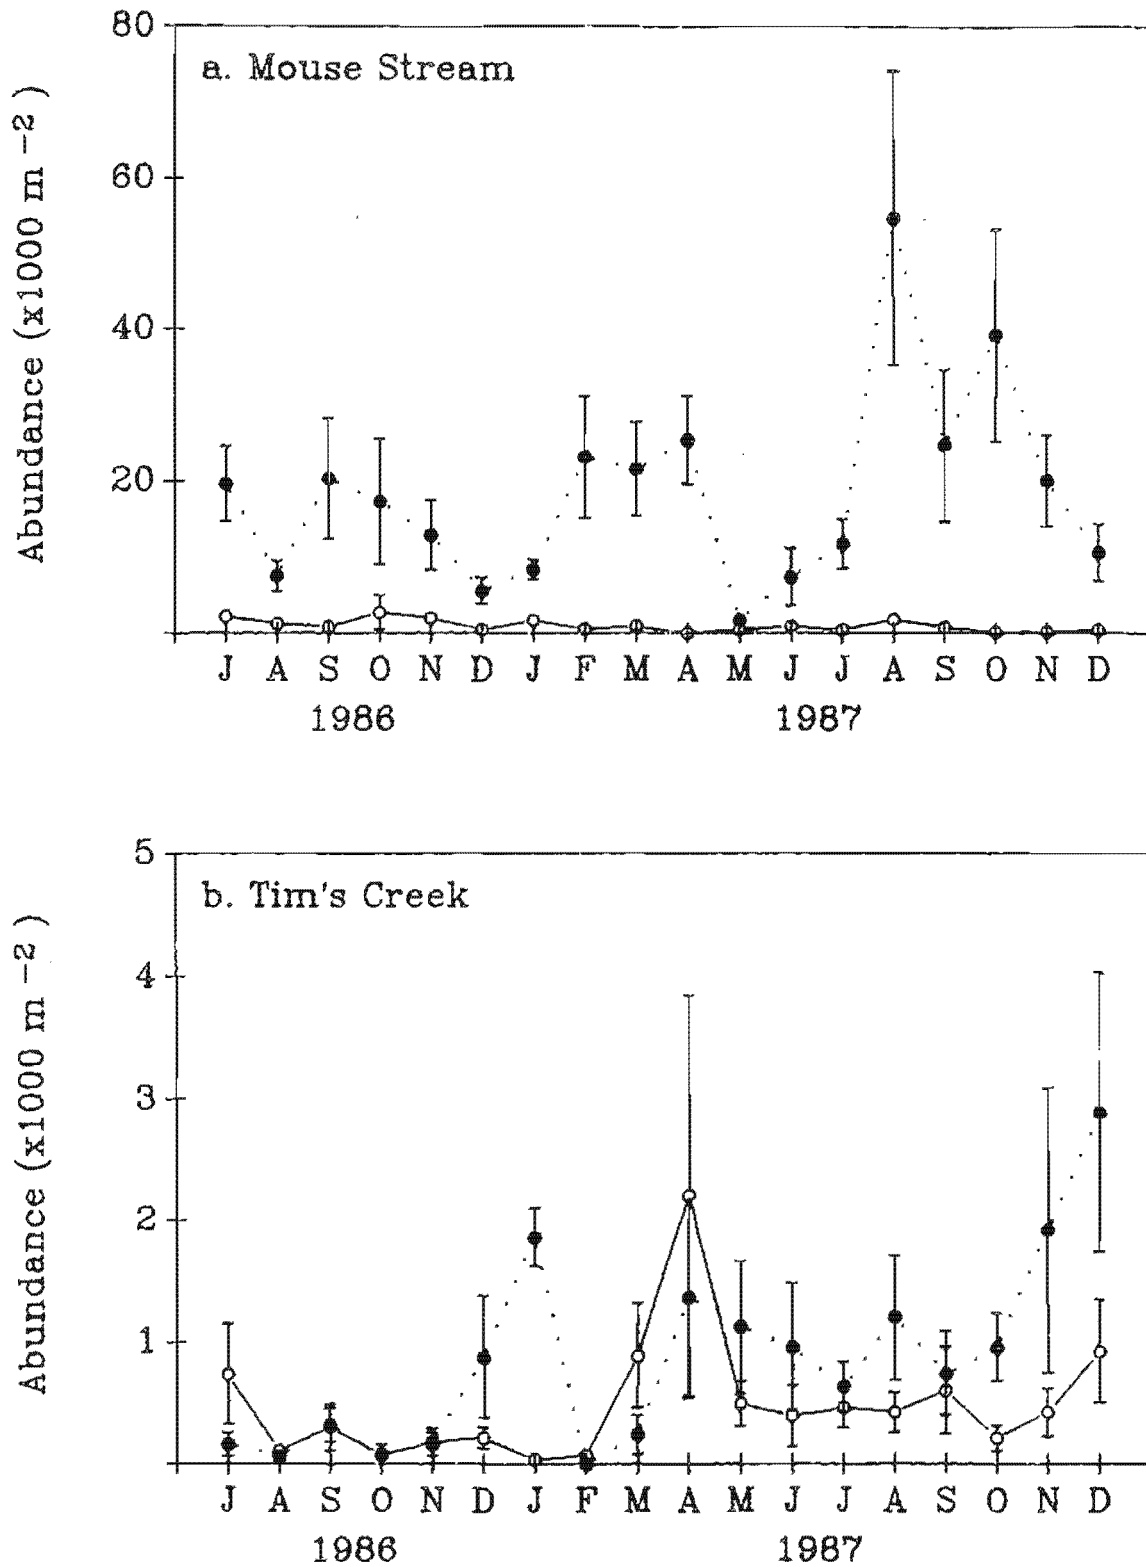 a. Mouse Stream
Abundance (x1000 m⁻²)
80
60
40
20
J A S O N D J F M A M J J A S O N D
1986 1987
b. Tim's Creek
Abundance (x1000 m⁻²)
5
4
3
2
1
J A S O N D J F M A M J J A S O N D
1986 1987